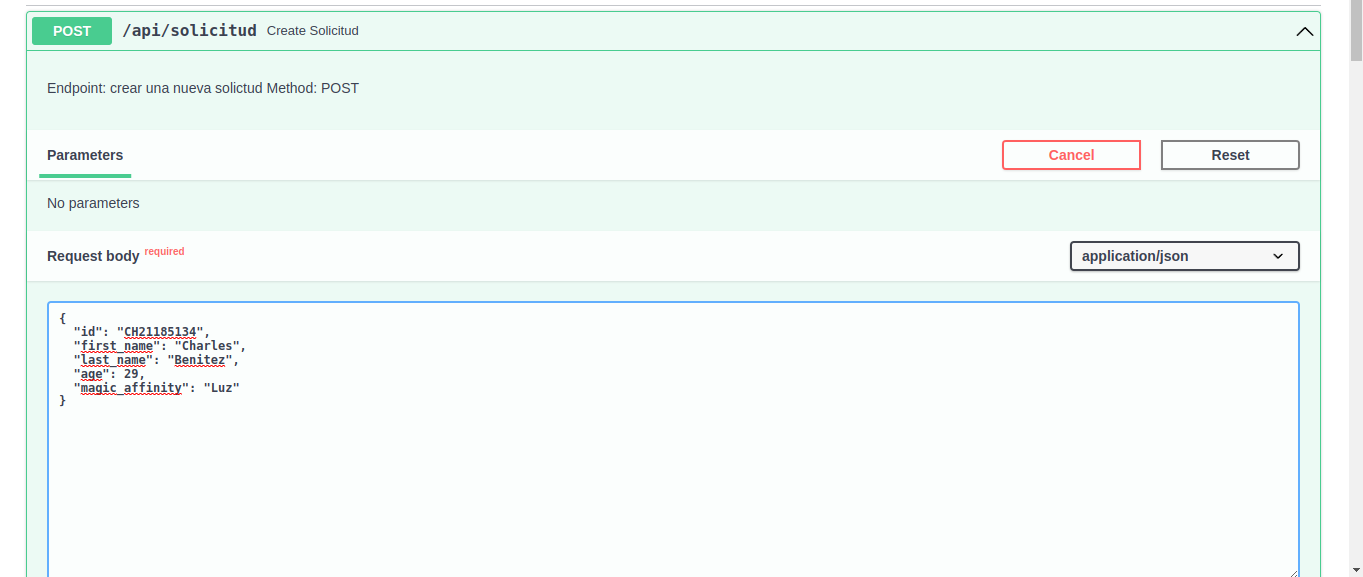 POST /api/solicitud Create Solicitud
Endpoint: crear una nueva solictud Method: POST
Parameters Cancel Reset
No parameters
Request body required application/json
{
  "id": "CH21185134",
  "first_name": "Charles",
  "last_name": "Benitez",
  "age": 29,
  "magic_affinity": "Luz"
}